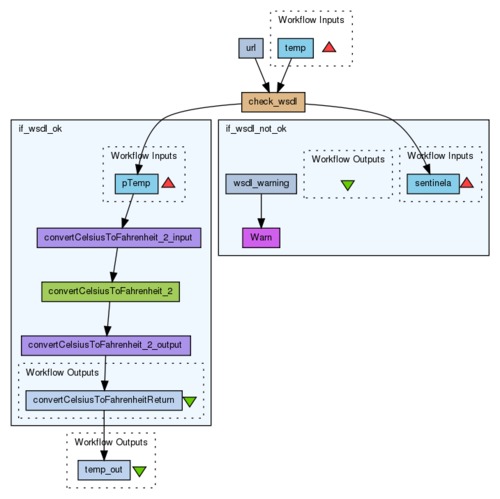 Workflow Inputs
url
temp
check_wsdl
if_wsdl_ok
Workflow Inputs
pTemp
convertCelsiusToFahrenheit_2_input
convertCelsiusToFahrenheit_2
convertCelsiusToFahrenheit_2_output
Workflow Outputs
convertCelsiusToFahrenheitReturn
if_wsdl_not_ok
wsdl_warning
Warn
Workflow Outputs
Workflow Inputs
sentinela
Workflow Outputs
temp_out